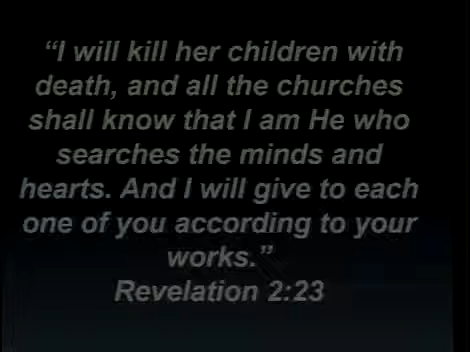 “I will kill her children with
death, and all the churches
shall know that I am He who
searches the minds and
hearts. And I will give to each
one of you according to your
works.”
Revelation 2:23